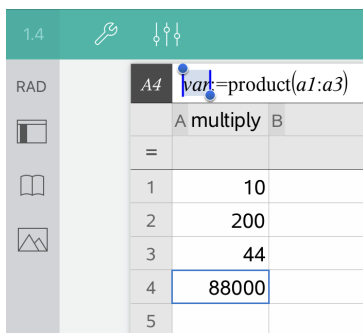 1.4
RAD
A4 var:=product(a1:a3)
A multiply B
=
1 10
2 200
3 44
4 88000
5